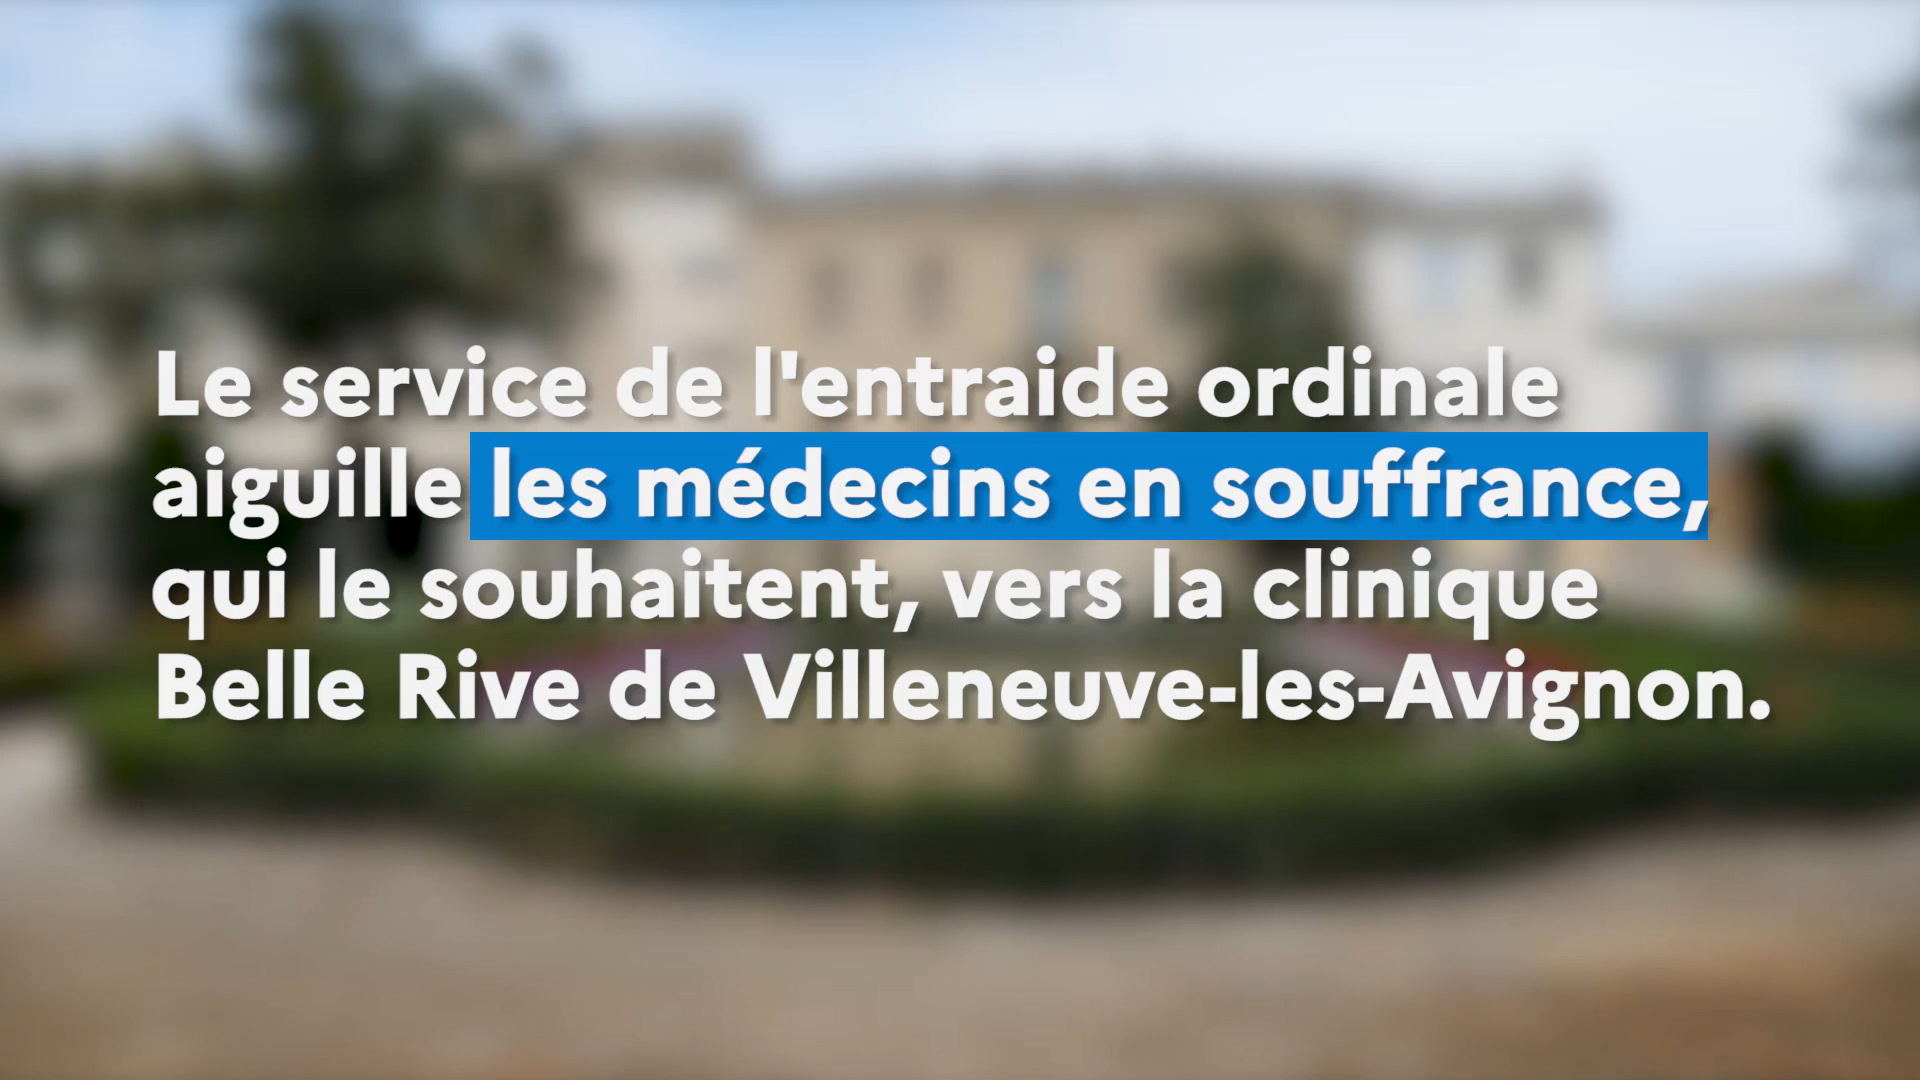 Le service de l'entraide ordinale
aiguille les médecins en souffrance,
qui le souhaitent, vers la clinique
Belle Rive de Villeneuve-les-Avignon.